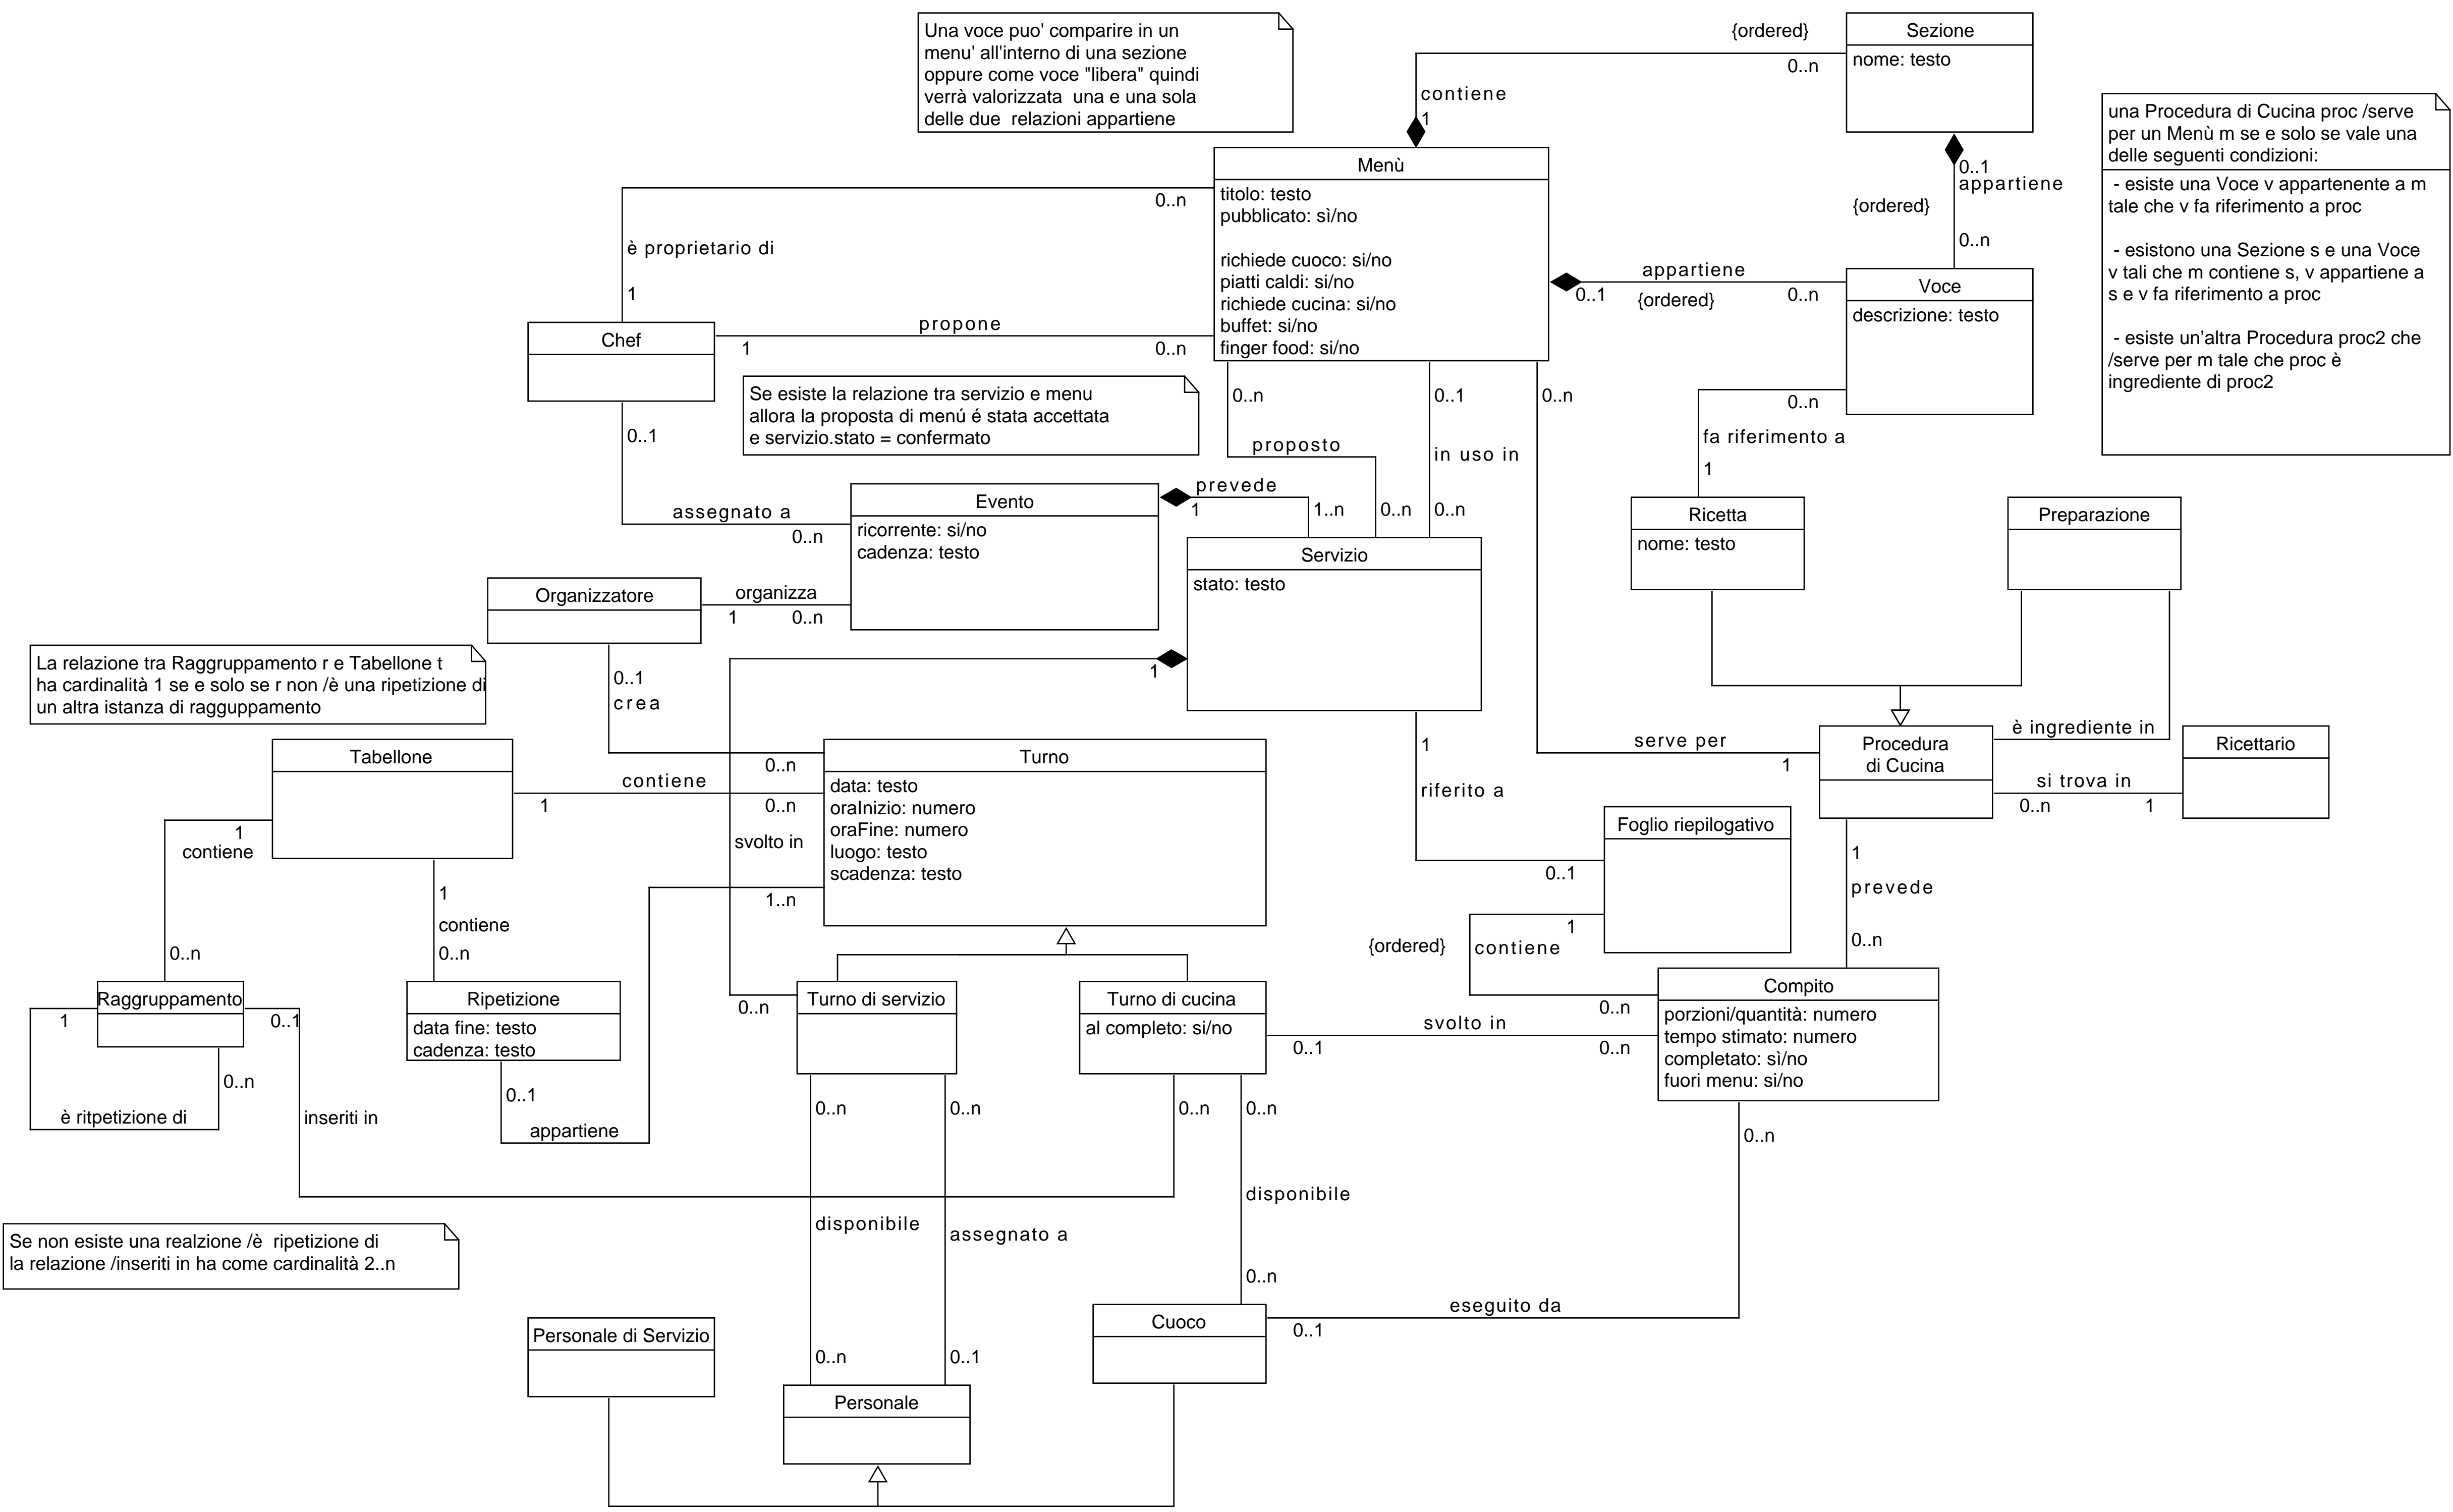 Una voce puo' comparire in un
menu' all'interno di una sezione
oppure come voce "libera" quindi
verrà valorizzata  una e una sola
delle due  relazioni appartiene
{ordered}
0..n
contiene
1
Sezione
nome: testo
una Procedura di Cucina proc /serve
per un Menù m se e solo se vale una
delle seguenti condizioni:
- esiste una Voce v appartenente a m
tale che v fa riferimento a proc
- esistono una Sezione s e una Voce
v tali che m contiene s, v appartiene a
s e v fa riferimento a proc
- esiste un'altra Procedura proc2 che
/serve per m tale che proc è
ingrediente di proc2
0..1
appartiene
{ordered}
0..n
Menù
titolo: testo
pubblicato: sì/no
richiede cuoco: si/no
piatti caldi: si/no
richiede cucina: si/no
buffet: si/no
finger food: si/no
0..n
è proprietario di
1
appartiene
0..1
{ordered}
0..n
Voce
descrizione: testo
Chef
propone
1
0..n
Se esiste la relazione tra servizio e menu
allora la proposta di menú é stata accettata
e servizio.stato = confermato
0..n
proposto
0..n
0..1
in uso in
0..n
0..n
0..n
fa riferimento a
1
0..1
assegnato a
0..n
Evento
ricorrente: si/no
cadenza: testo
prevede
1
1..n
Servizio
stato: testo
Ricetta
nome: testo
Preparazione
Organizzatore
organizza
1
0..n
La relazione tra Raggruppamento r e Tabellone t
ha cardinalità 1 se e solo se r non /è una ripetizione di
un altra istanza di ragguppamento
0..1
crea
0..n
1
svolto in
0..n
1
riferito a
0..1
serve per
1
Procedura
di Cucina
è ingrediente in
si trova in
0..n
1
Ricettario
Tabellone
contiene
1
0..n
Turno
data: testo
oraInizio: numero
oraFine: numero
luogo: testo
scadenza: testo
Foglio riepilogativo
1
prevede
0..n
1
contiene
0..n
1
contiene
0..n
1..n
1
{ordered}
contiene
0..n
Raggruppamento
1
0..n
è ritpetizione di
0..1
inseriti in
0..n
Ripetizione
data fine: testo
cadenza: testo
0..1
appartiene
Turno di servizio
Turno di cucina
al completo: si/no
svolto in
0..1
0..n
Compito
porzioni/quantità: numero
tempo stimato: numero
completato: sì/no
fuori menu: si/no
0..n
disponibile
0..n
0..n
assegnato a
0..1
0..n
disponibile
0..n
0..n
eseguito da
0..1
Se non esiste una realzione /è  ripetizione di
la relazione /inseriti in ha come cardinalità 2..n
Personale di Servizio
Personale
Cuoco